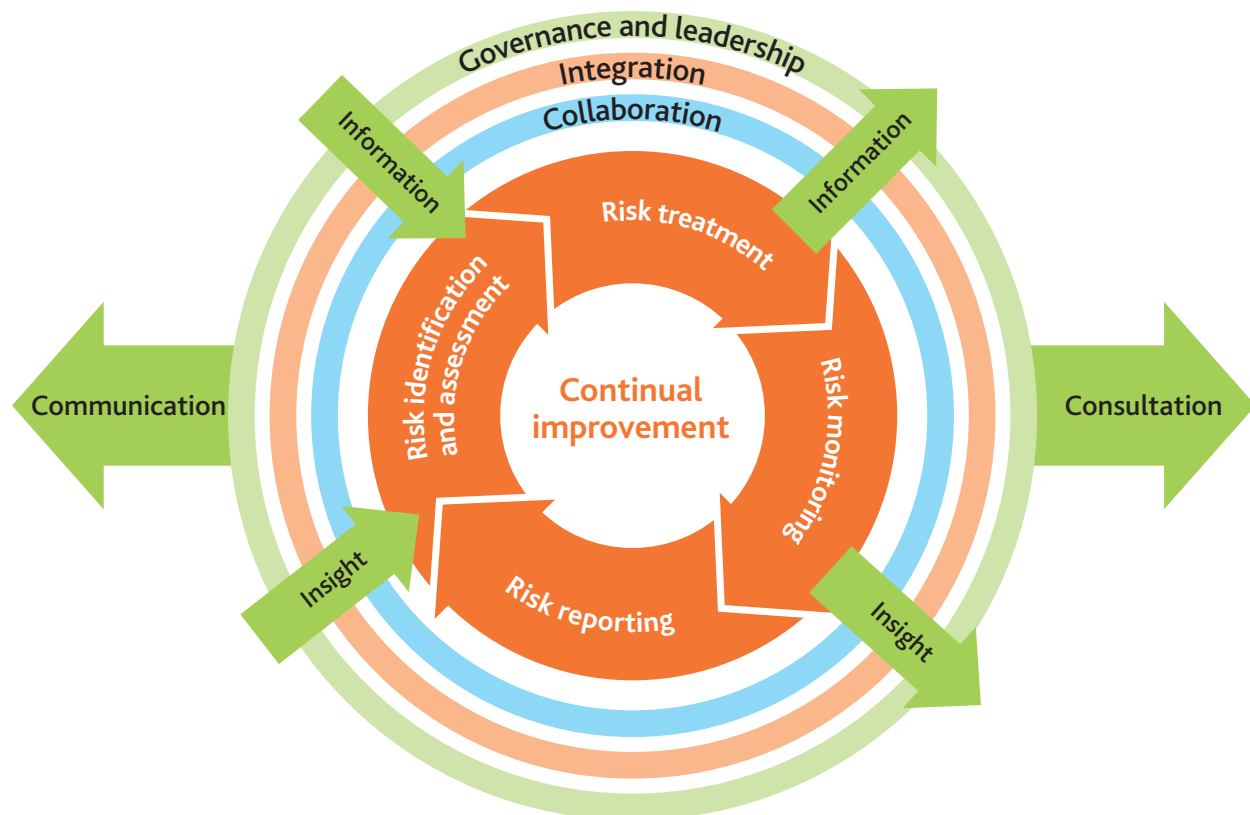 Governance and leadership
Integration
Collaboration
Information
Information
Risk treatment
Risk identification
and assessment
Continual
improvement
Risk monitoring
Communication
Consultation
Insight
Risk reporting
Insight